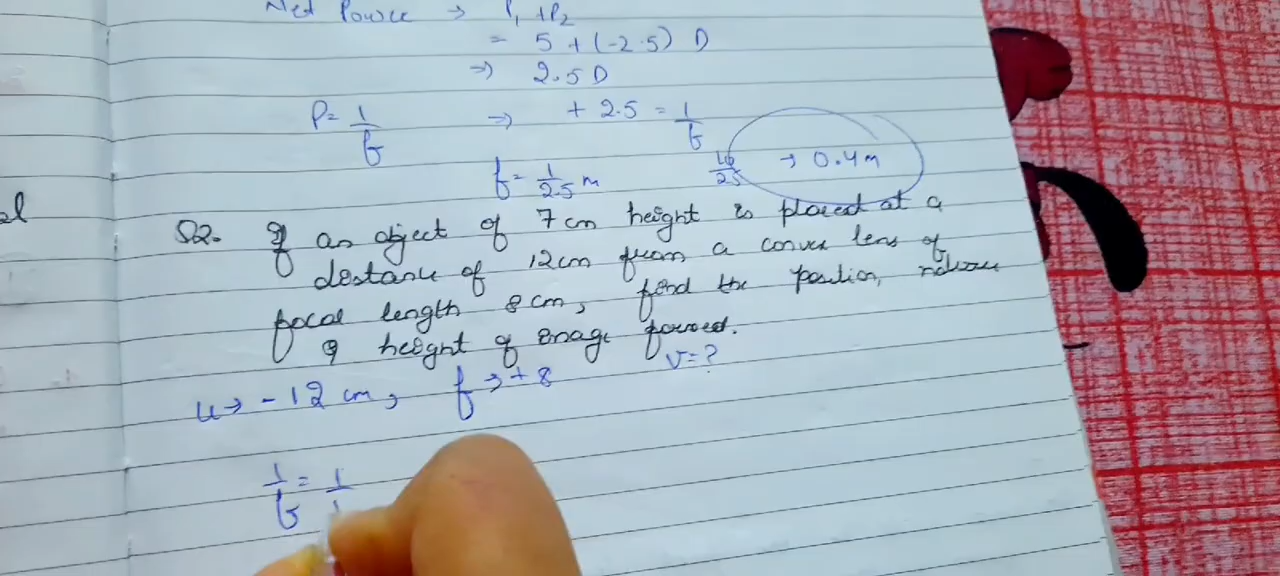 Net Power → P₁ + P₂
= 5 + (-2.5) D
⇒ 2.5 D
P = 1/f ⇒ + 2.5 = 1/f
f = 1/2.5 m 10/25 → 0.4 m
Q2. If an object of 7 cm height is placed at a
distance of 12 cm from a convex lens of
focal length 8 cm, find the position, nature
& height of image formed.
u → - 12 cm, f → + 8 v = ?
1/f = 1/